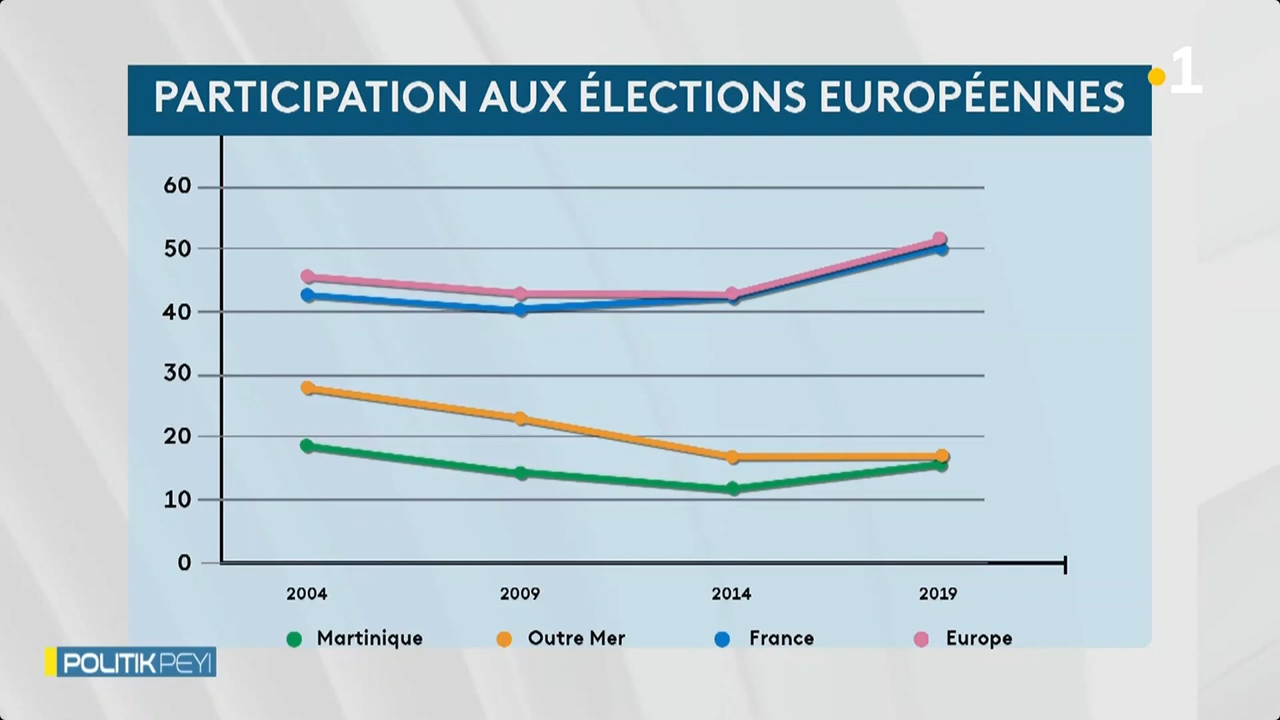 PARTICIPATION AUX ÉLECTIONS EUROPÉENNES
1
60
50
40
30
20
10
0
2004 2009 2014 2019
Martinique Outre Mer France Europe
POLITIK PEYI